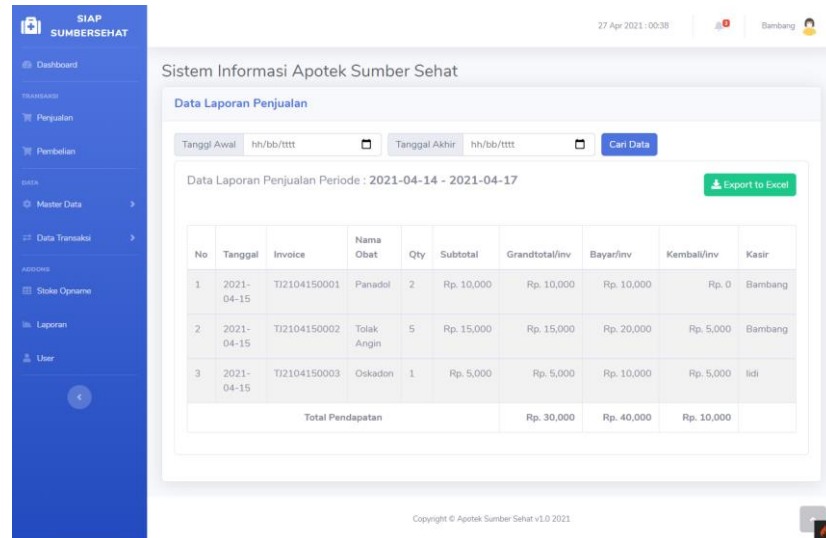 SIAP
SUMBERSEHAT
27 Apr 2021 : 00:38
Bambang
Dashboard
TRANSAKSI
Penjualan
Pembelian
DATA
Master Data
Data Transaksi
ADDONS
Stoke Opname
Laporan
User
Sistem Informasi Apotek Sumber Sehat
Data Laporan Penjualan
Tanggl Awal hh/bb/tttt Tanggal Akhir hh/bb/tttt Cari Data
Data Laporan Penjualan Periode : 2021-04-14 - 2021-04-17 Export to Excel
No Tanggal Invoice Nama Obat Qty Subtotal Grandtotal/inv Bayar/inv Kembali/inv Kasir
1 2021-04-15 TJ2104150001 Panadol 2 Rp. 10,000 Rp. 10,000 Rp. 10,000 Rp. 0 Bambang
2 2021-04-15 TJ2104150002 Tolak Angin 5 Rp. 15,000 Rp. 15,000 Rp. 20,000 Rp. 5,000 Bambang
3 2021-04-15 TJ2104150003 Oskadon 1 Rp. 5,000 Rp. 5,000 Rp. 10,000 Rp. 5,000 lidi
Total Pendapatan Rp. 30,000 Rp. 40,000 Rp. 10,000
Copyright © Apotek Sumber Sehat v1.0 2021